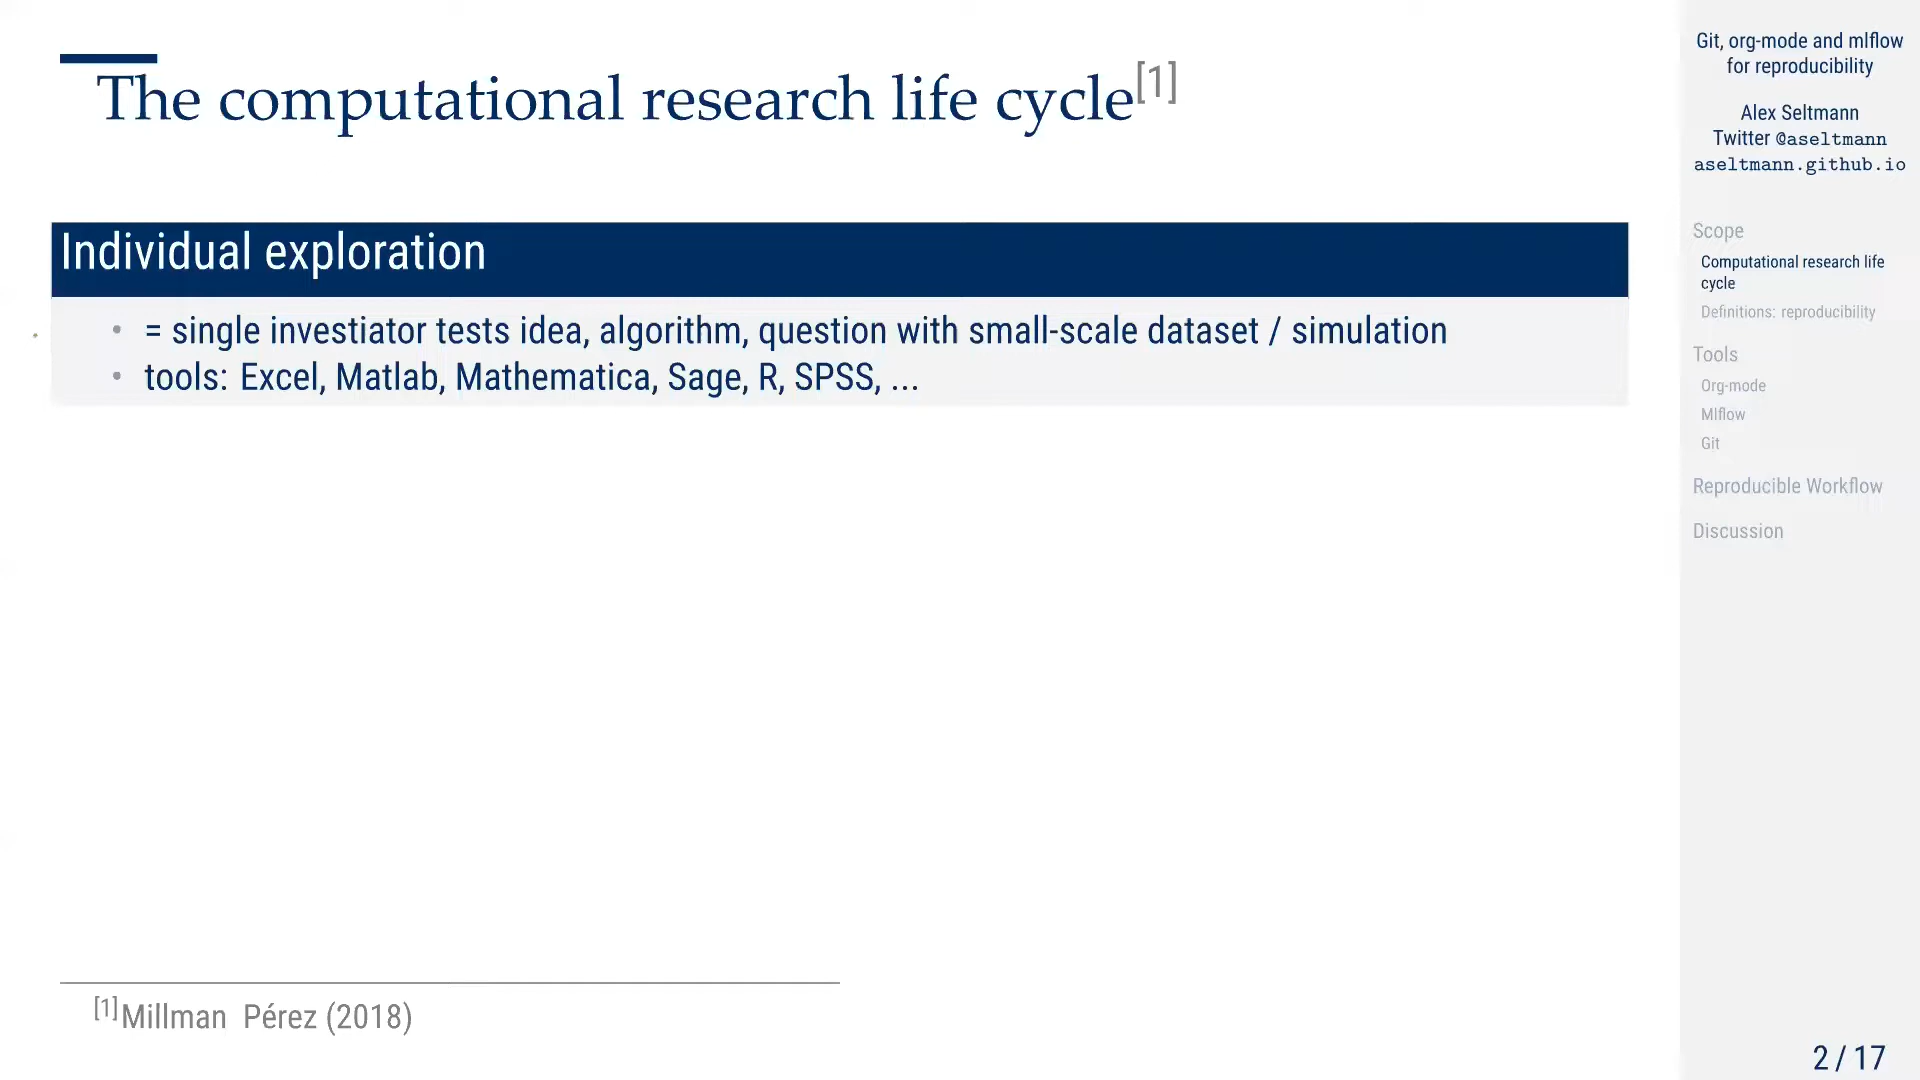 The computational research life cycle[1]
Individual exploration
• = single investiator tests idea, algorithm, question with small-scale dataset / simulation
• tools: Excel, Matlab, Mathematica, Sage, R, SPSS, ...
[1]Millman Pérez (2018)
Git, org-mode and mlflow
for reproducibility
Alex Seltmann
Twitter @aseltmann
aseltmann.github.io
Scope
Computational research life
cycle
Definitions: reproducibility
Tools
Org-mode
Mlflow
Git
Reproducible Workflow
Discussion
2 / 17